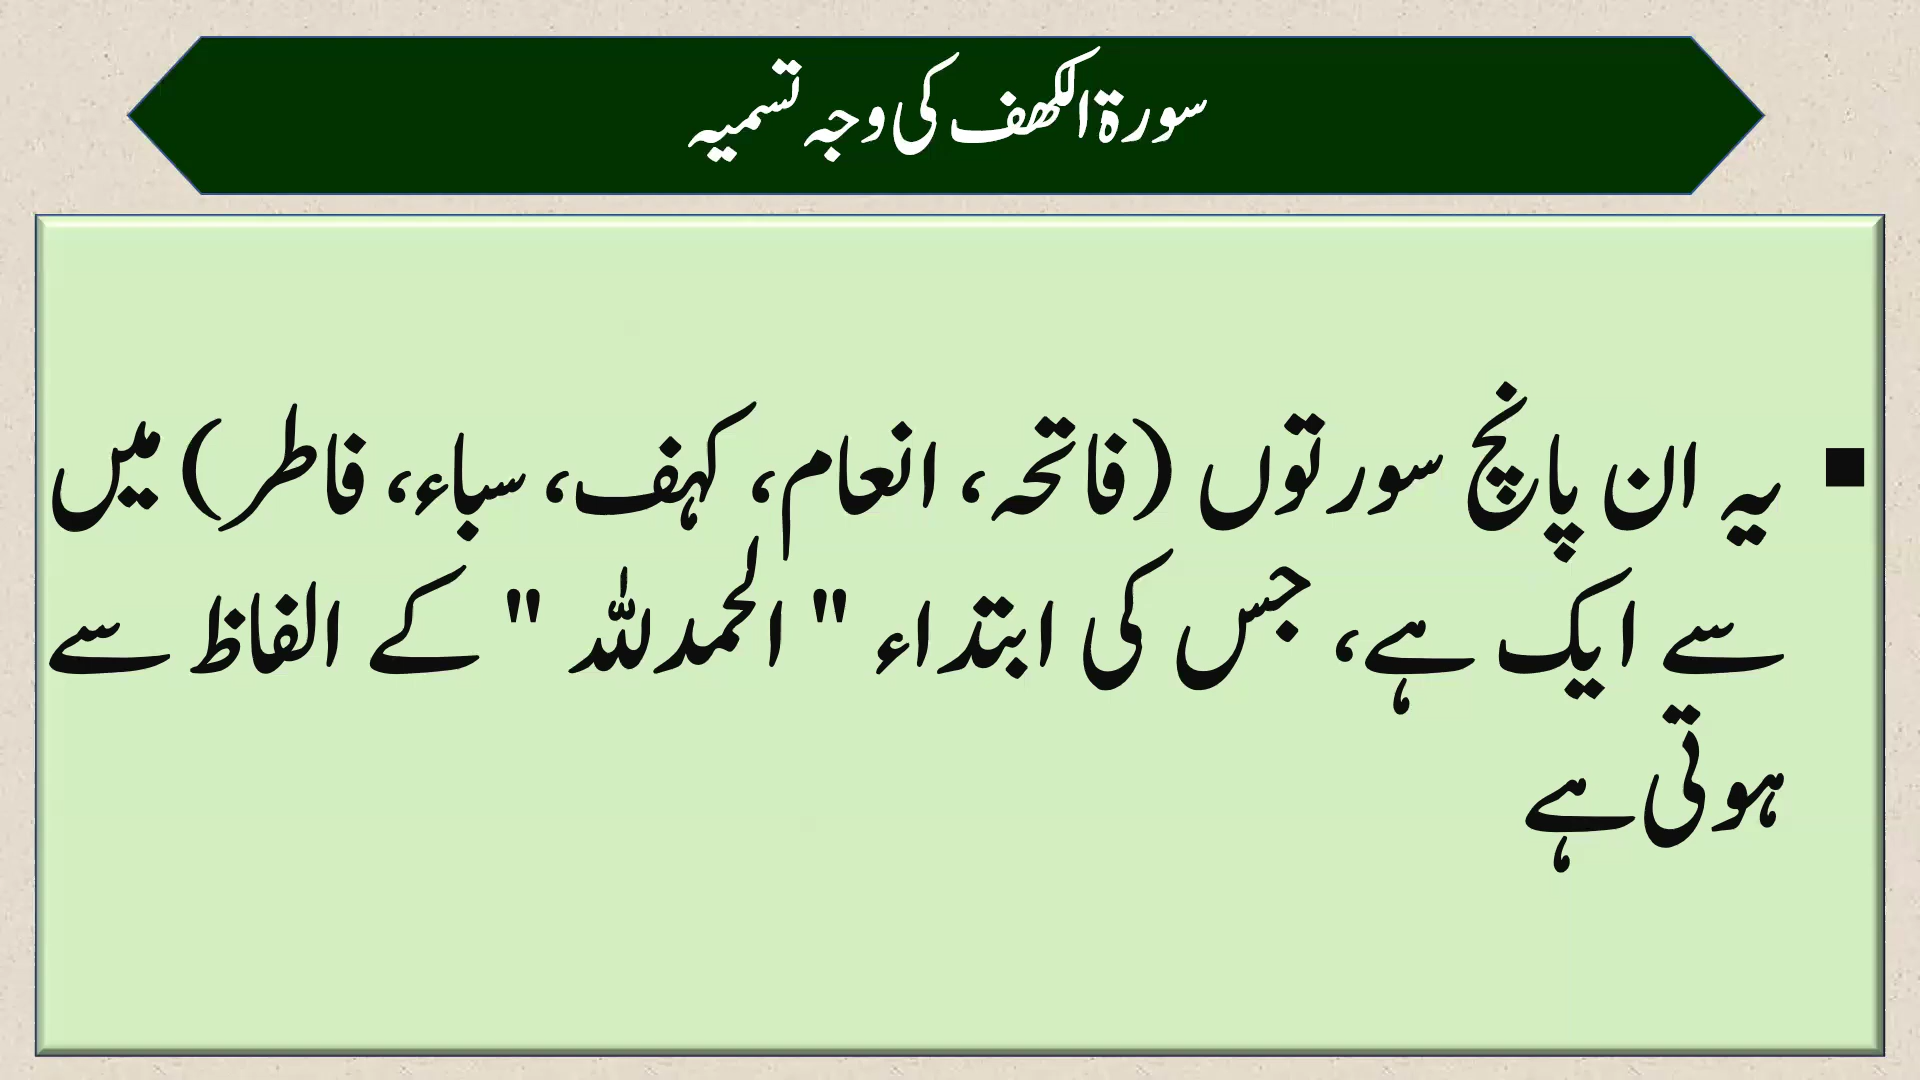 سورۃ الکھف کی وجہ تسمیہ
▪ یہ ان پانچ سورتوں (فاتحہ، انعام، کہف، سباء، فاطر) میں
سے ایک ہے، جس کی ابتداء " الحمدللہ " کے الفاظ سے
ہوتی ہے